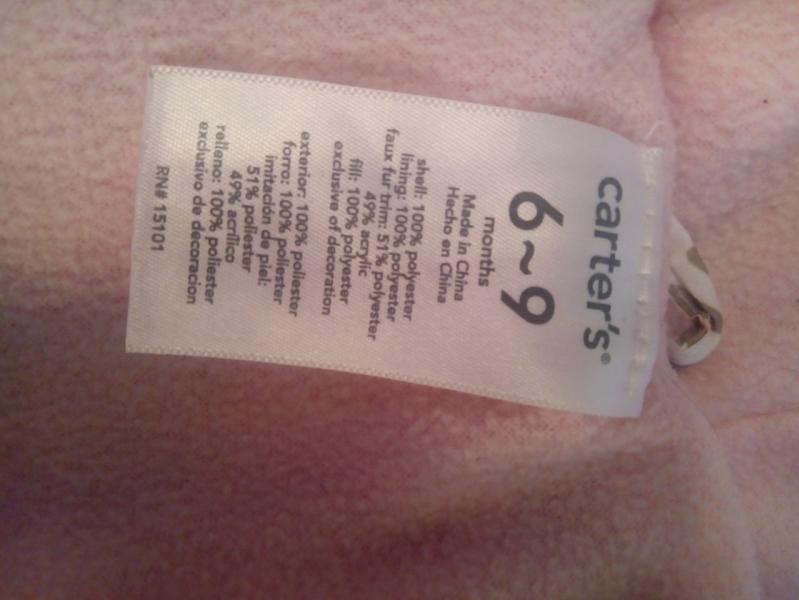 carter's®
6~9
months
Made in China
Hecho en China
shell: 100% polyester
lining: 100% polyester
faux fur trim: 51% polyester
49% acrylic
fill: 100% polyester
exclusive of decoration
exterior: 100% poliester
forro: 100% poliester
imitación de piel:
51% poliester
49% acrílico
relleno: 100% poliester
exclusivo de decoracion
RN# 15101